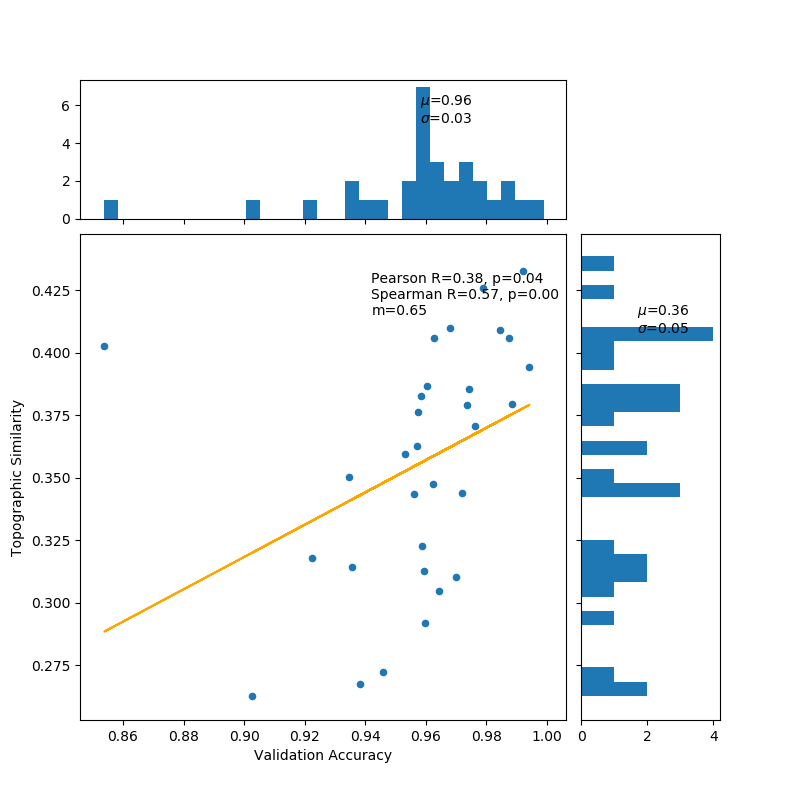 6
4
2
0
μ=0.96
σ=0.03
0.425
0.400
0.375
0.350
0.325
0.300
0.275
Topographic Similarity
Pearson R=0.38, p=0.04
Spearman R=0.57, p=0.00
m=0.65
0.86 0.88 0.90 0.92 0.94 0.96 0.98 1.00
Validation Accuracy
μ=0.36
σ=0.05
0 2 4